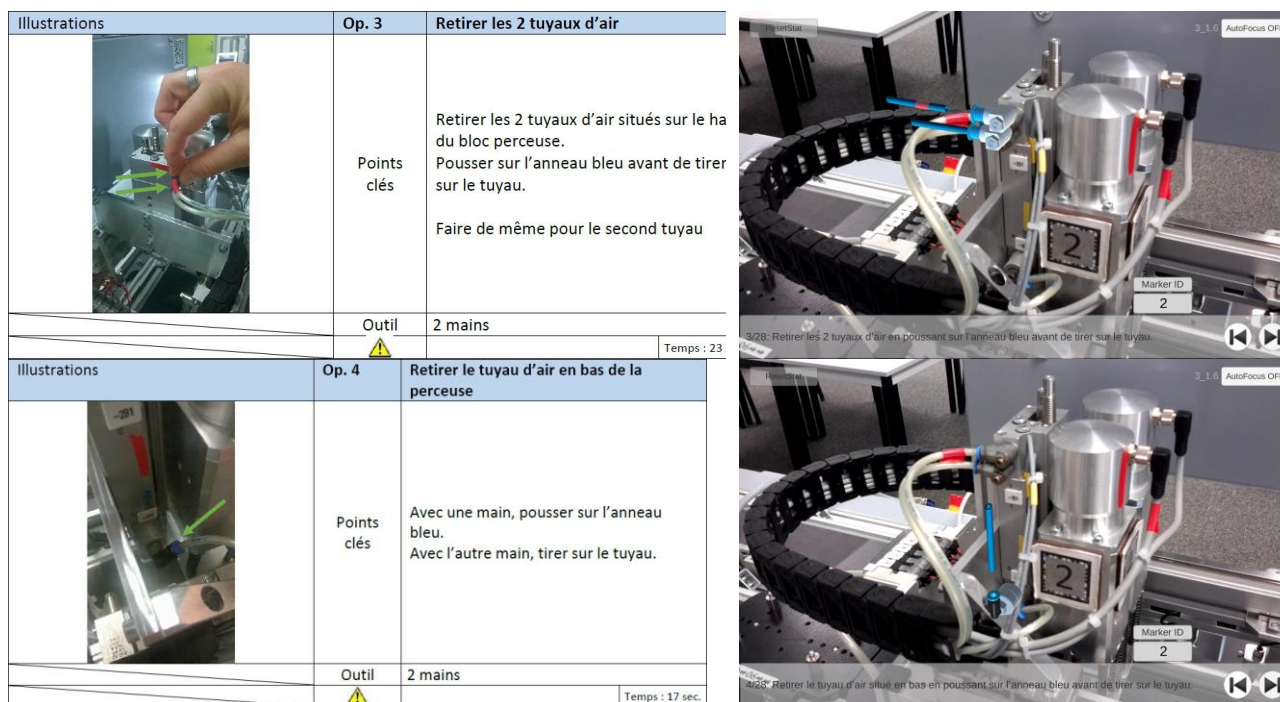 Illustrations
Op. 3
Retirer les 2 tuyaux d'air
Points
clés
Retirer les 2 tuyaux d'air situés sur le ha
du bloc perceuse.
Pousser sur l'anneau bleu avant de tirer
sur le tuyau.
Faire de même pour le second tuyau
Outil
2 mains
Temps : 23
ResetStat
3_1.6
AutoFocus OFF
2
Marker ID
2
3/28: Retirer les 2 tuyaux d'air en poussant sur l'anneau bleu avant de tirer sur le tuyau.
Illustrations
Op. 4
Retirer le tuyau d'air en bas de la
perceuse
-291
Points
clés
Avec une main, pousser sur l'anneau
bleu.
Avec l'autre main, tirer sur le tuyau.
Outil
2 mains
Temps : 17 sec.
ResetStat
3_1.6
AutoFocus OFF
2
Marker ID
2
4/28: Retirer le tuyau d'air situé en bas en poussant sur l'anneau bleu avant de tirer sur le tuyau.